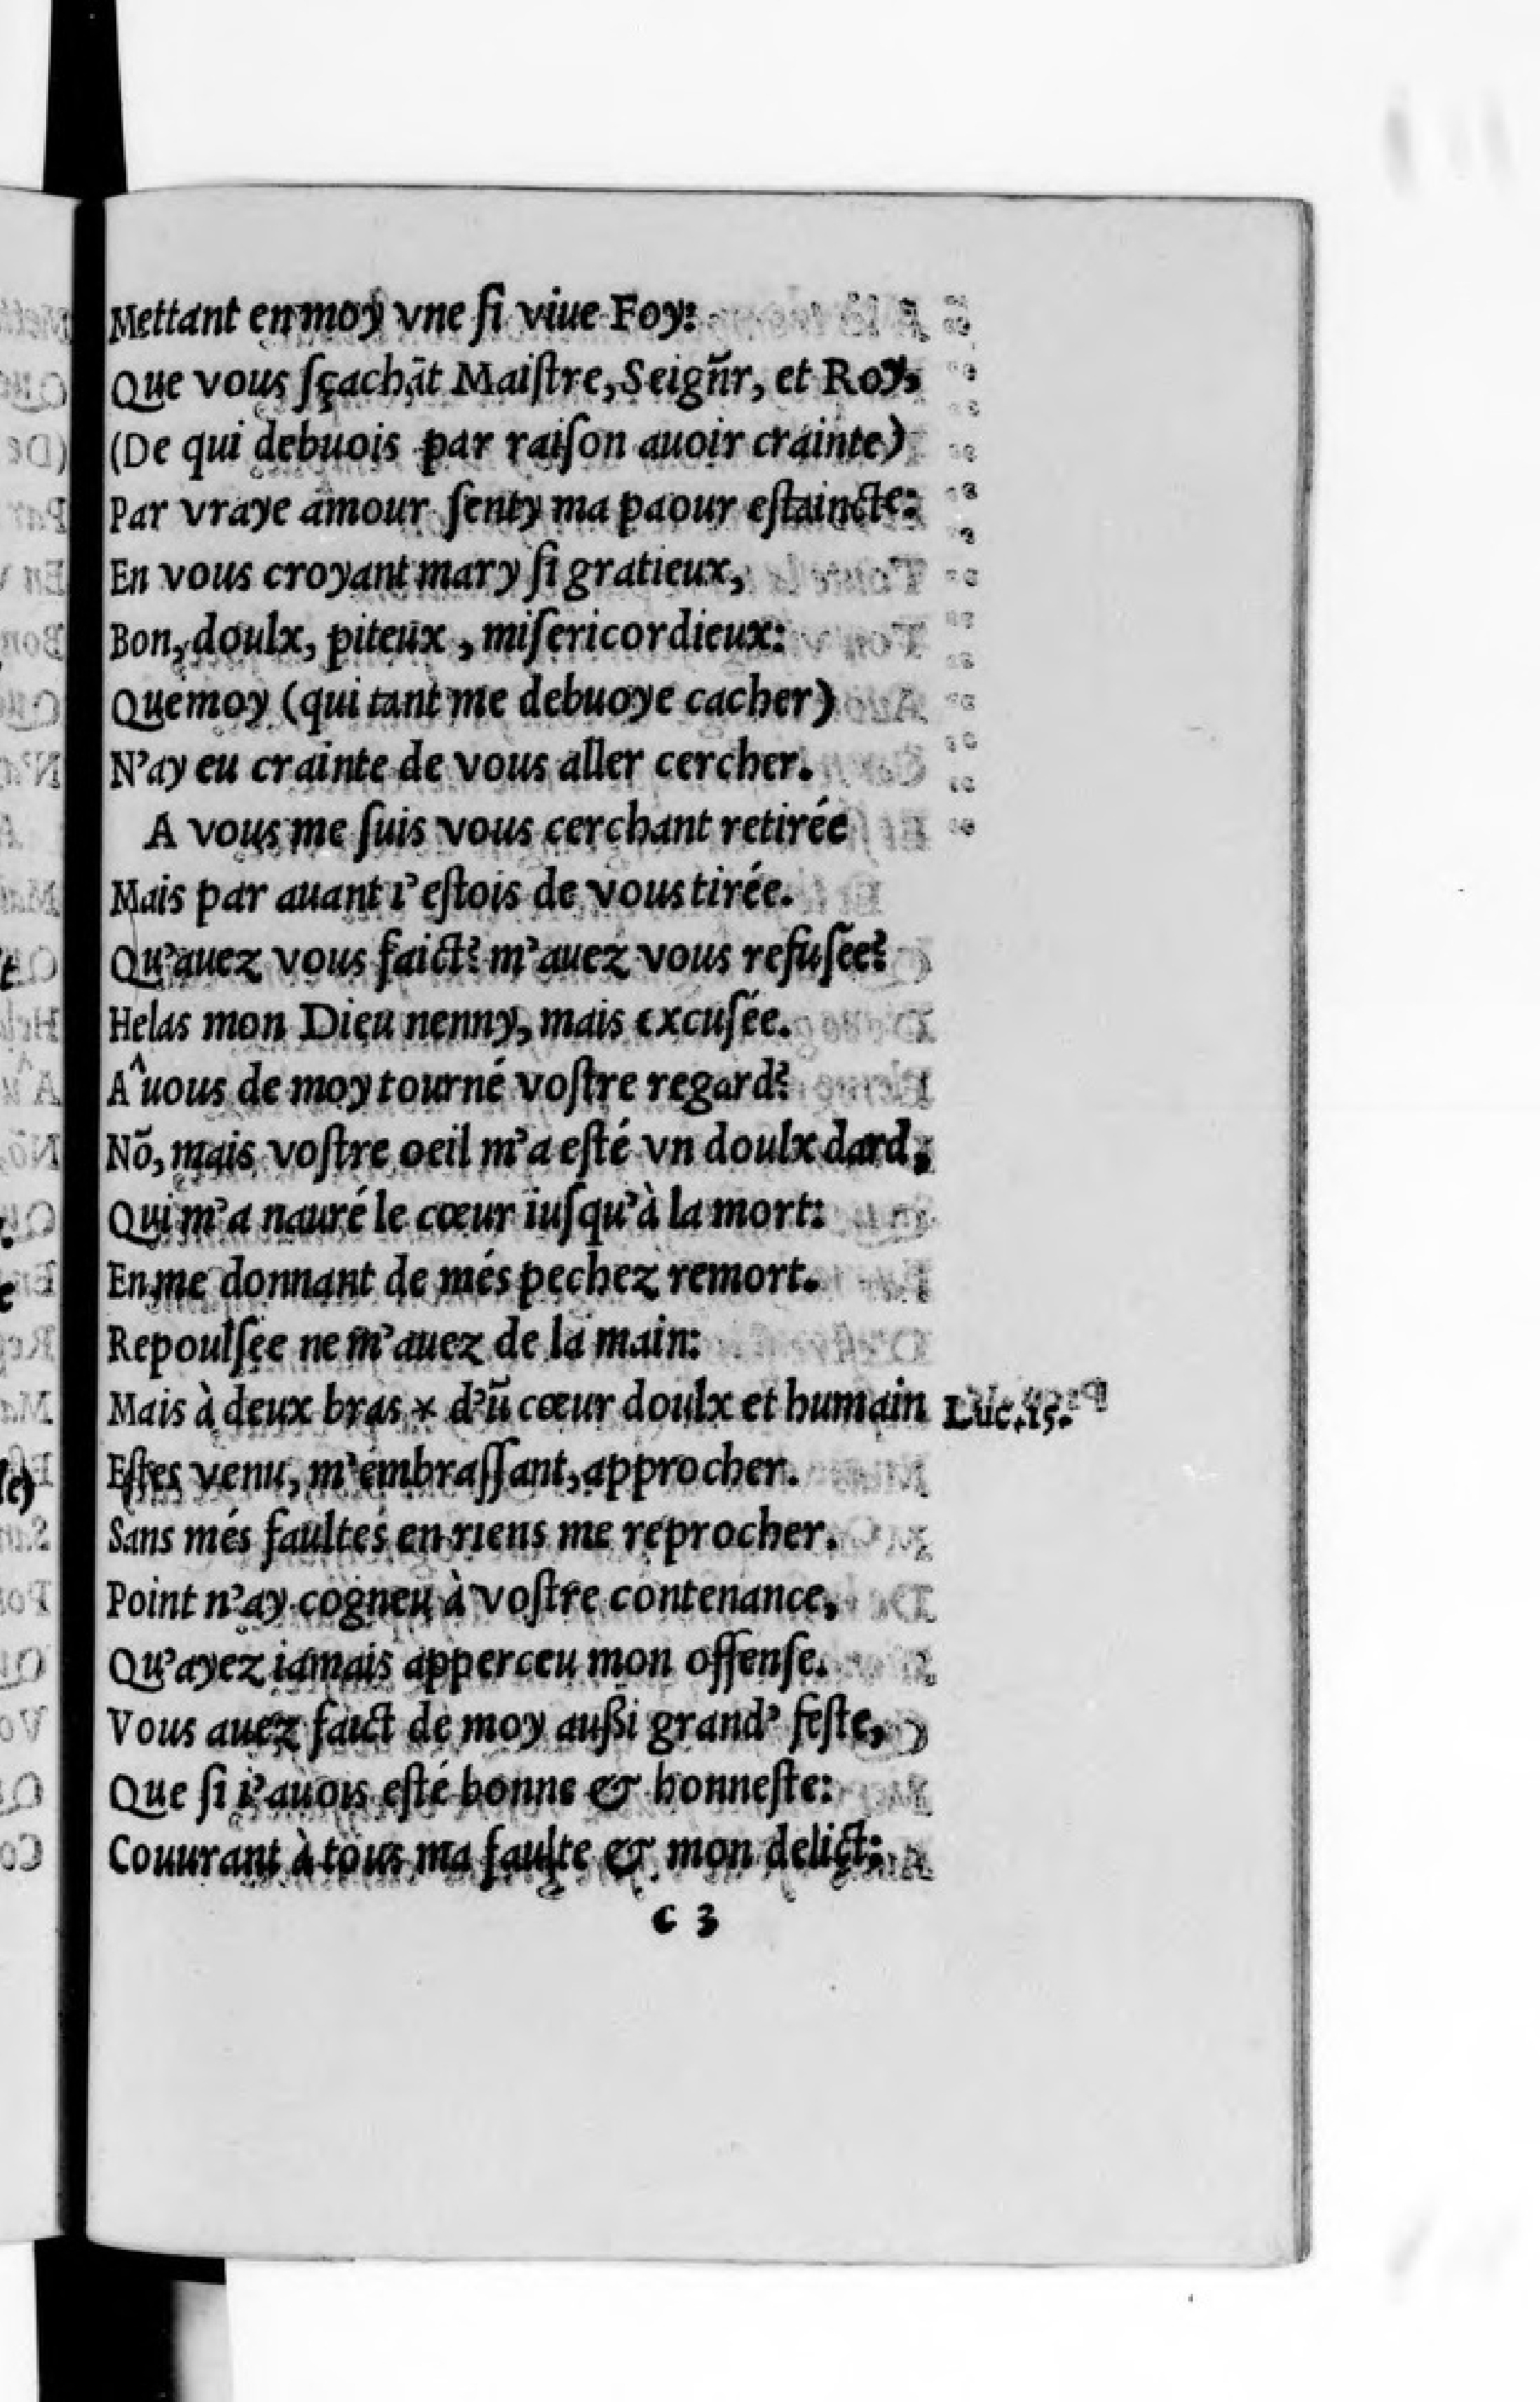 Mettant en moy vne ſi viue Foy:
Que vous ſçachāt Maiſtre, Seign̄r, et Roy,
(De qui debuois par raiſon auoir crainte)
Par vraye amour ſenty ma paour eſtaincte:
En vous croyant mary ſi gratieux,
Bon, doulx, piteux, miſericordieux:
Que moy (qui tant me debuoye cacher)
N’ay eu crainte de vous aller cercher.
A vous me ſuis vous cerchant retirée
Mais par auant i’eſtois de vous tirée.
Qu’auez vous faict? m’auez vous refuſée?
Helas mon Dieu nenny, mais excuſée.
A^uous de moy tourné voſtre regard?
Nō, mais voſtre oeil m’a eſté vn doulx dard,
Qui m’a nauré le cœur iuſqu’à la mort:
En me donnant de més pechez remort.
Repoulſée ne m’auez de la main:
Mais à deux bras * d’ū cœur doulx et humain Luc. 15.
Eſtes venu, m’embraſſant, approcher.
Sans més faultes en riens me reprocher.
Point n’ay cogneu à voſtre contenance,
Qu’ayez iamais apperceu mon offenſe.
Vous auez faict de moy außi grand’ feſte,
Que ſi i’auois eſté bonne & honneſte:
Couurant à tous ma faulte & mon delict:
C 3